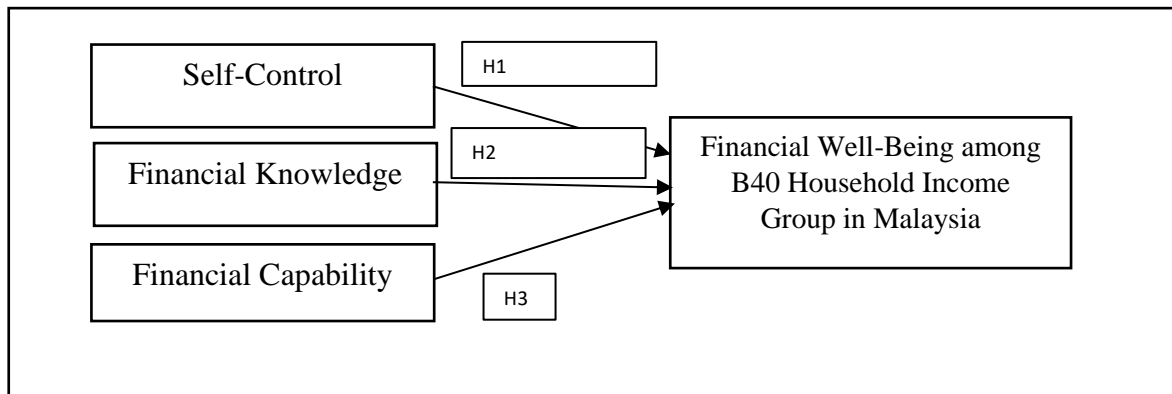 Self-Control
H1
Financial Knowledge
H2
Financial Capability
H3
Financial Well-Being among
B40 Household Income
Group in Malaysia